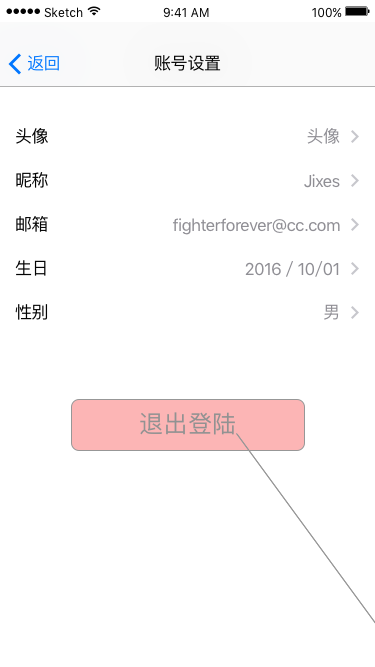 Sketch 9:41 AM 100%
返回 账号设置
头像 头像
昵称 Jixes
邮箱 fighterforever@cc.com
生日 2016 / 10/01
性别 男
退出登陆